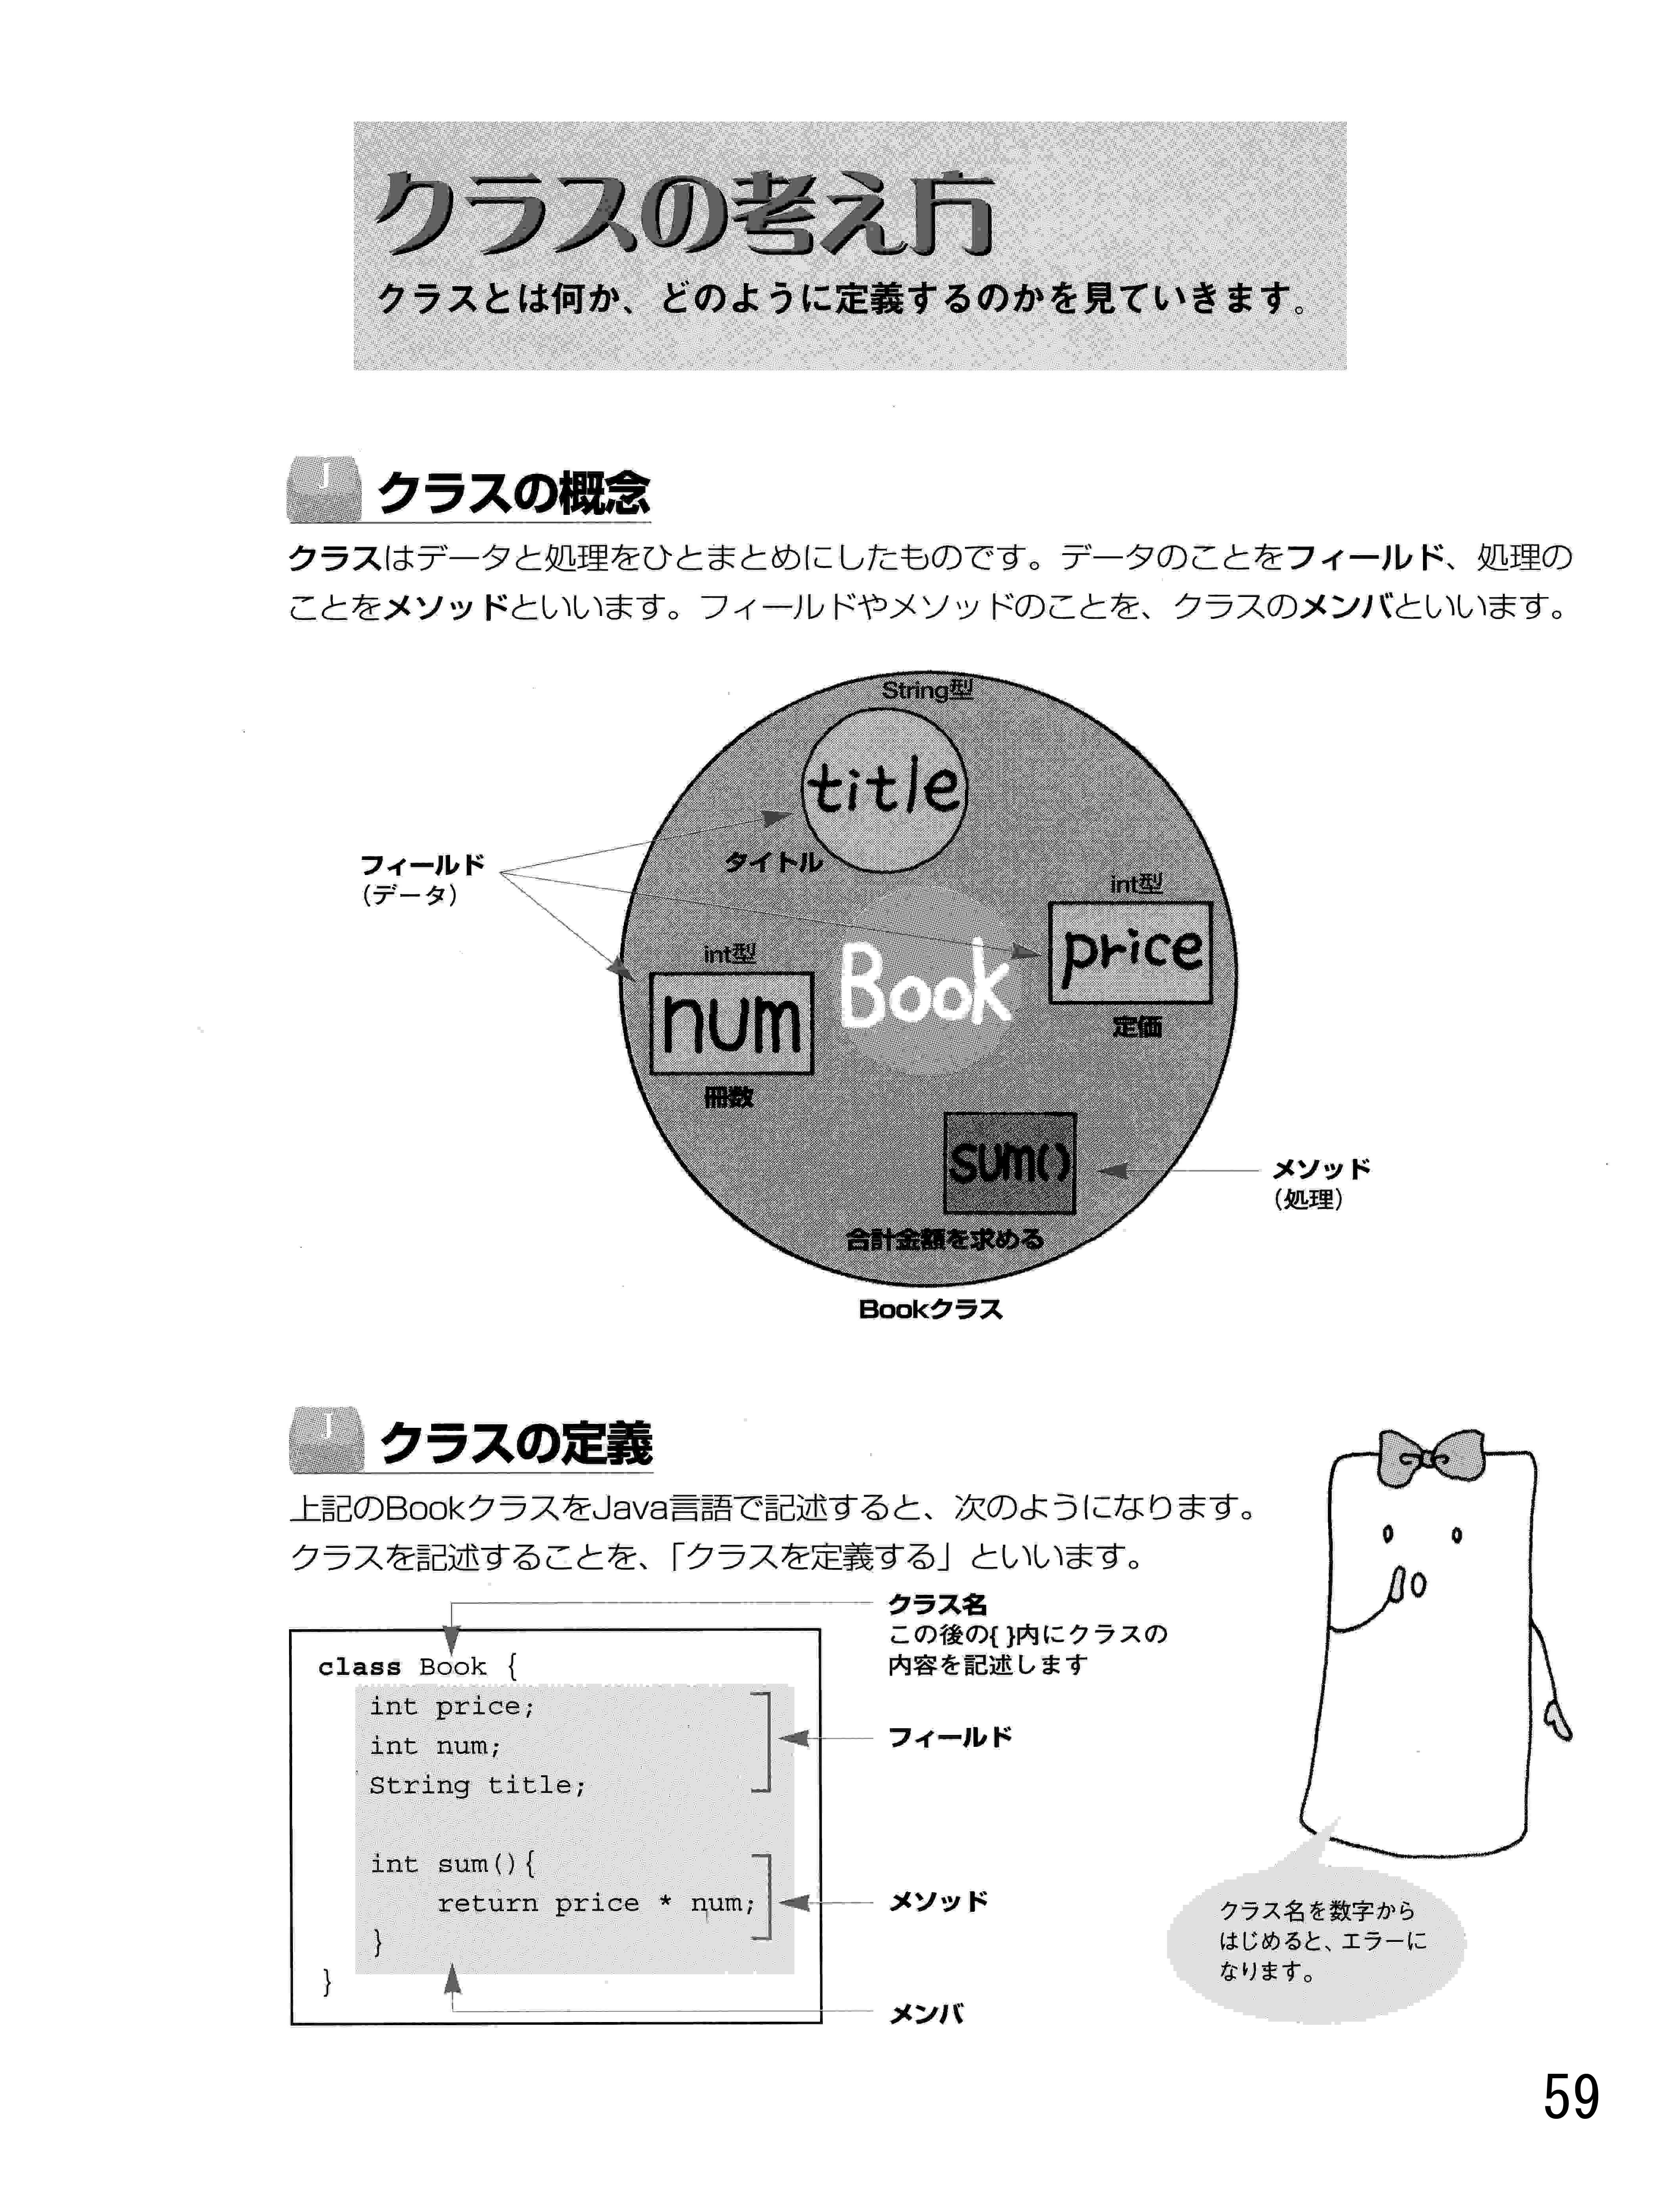 クラスの考え方
クラスとは何か、どのように定義するのかを見ていきます。
J
クラスの概念
クラスはデータと処理をひとまとめにしたものです。データのことをフィールド、処理の
ことをメソッドといいます。フィールドやメソッドのことを、クラスのメンバといいます。
String型
title
タイトル
フィールド
（データ）
int型
price
定価
int型
num
冊数
Book
sum()
合計金額を求める
メソッド
（処理）
Bookクラス
J
クラスの定義
上記のBookクラスをJava言語で記述すると、次のようになります。
クラスを記述することを、「クラスを定義する」といいます。
クラス名
この後の{ }内にクラスの
内容を記述します
class Book {
int price;
int num;
String title;
フィールド
int sum(){
return price * num;
}
メソッド
}
メンバ
クラス名を数字から
はじめると、エラーに
なります。
59